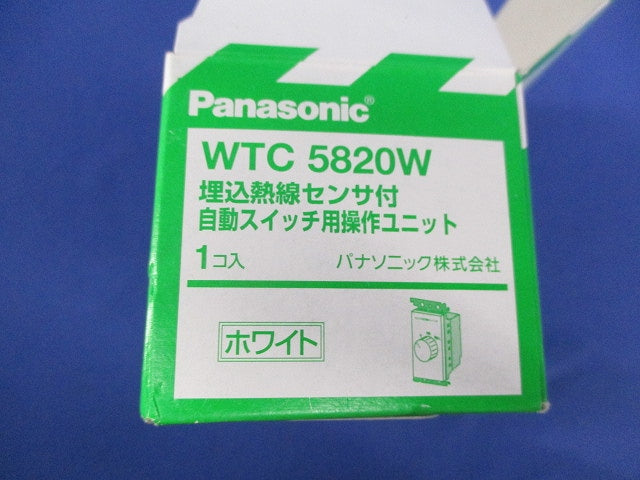 Panasonic®
WTC 5820W
埋込熱線センサ付
自動スイッチ用操作ユニット
1コ入 パナソニック株式会社
ホワイト